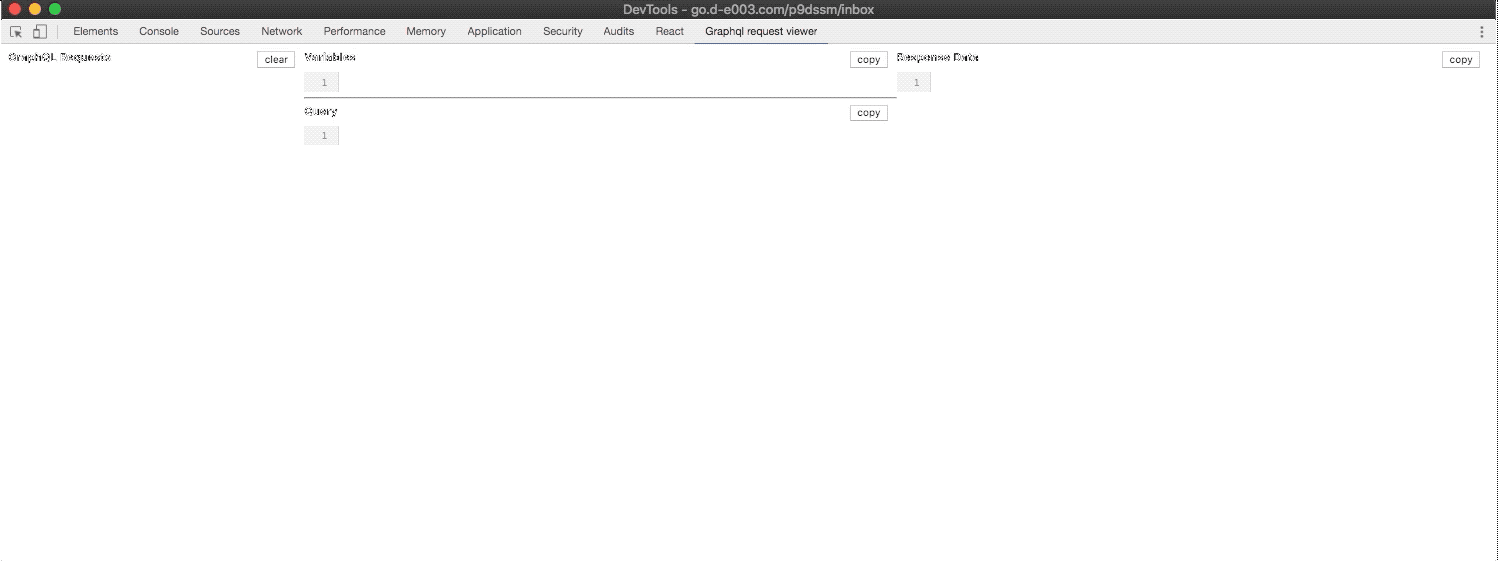 DevTools - go.d-e003.com/p9dssm/inbox
Elements Console Sources Network Performance Memory Application Security Audits React Graphql request viewer
GraphQL Requests clear Variables copy Response Data copy
1 1
Query copy
1